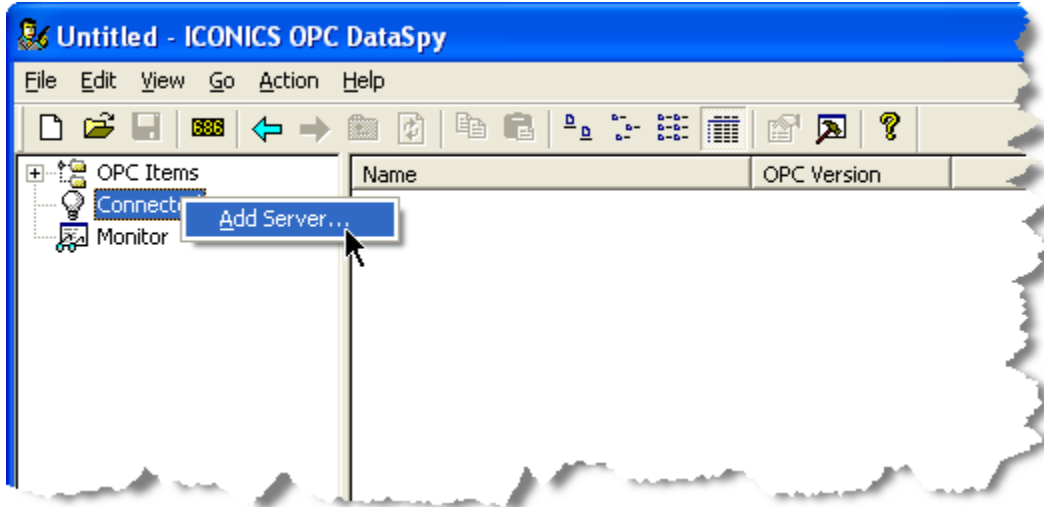 Untitled - ICONICS OPC DataSpy
File Edit View Go Action Help
686
OPC Items
Name OPC Version
Add Server...
Monitor